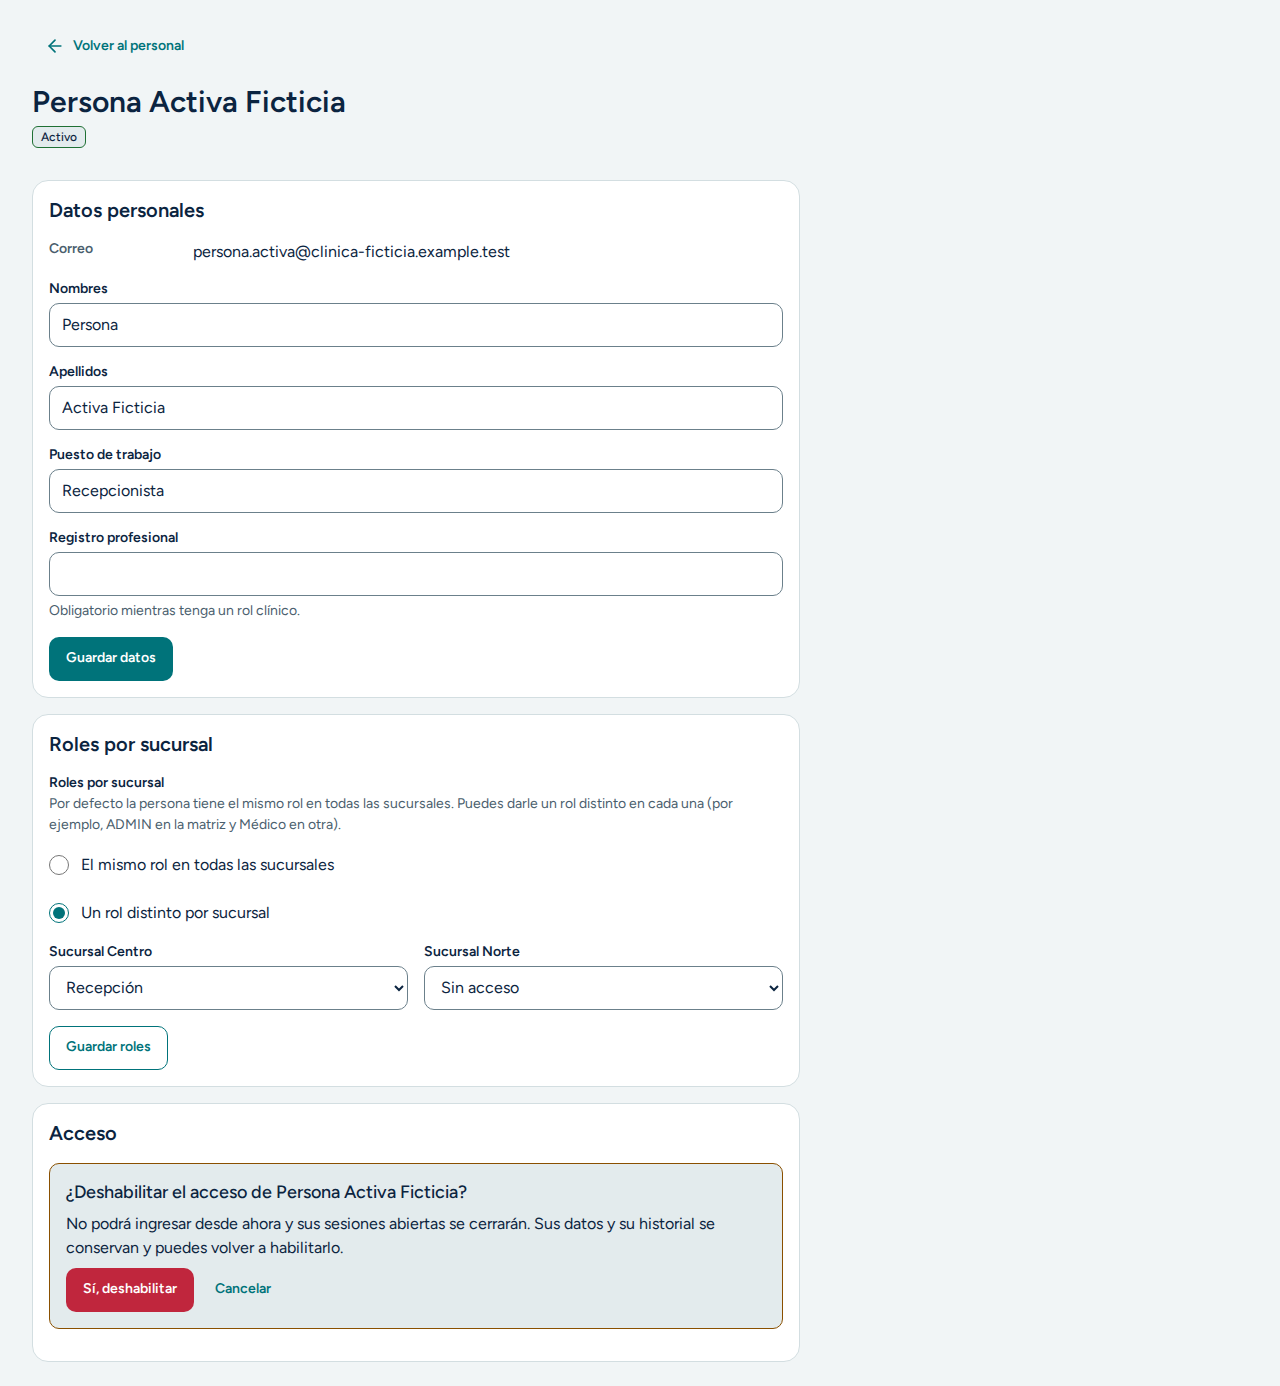 Volver al personal
Persona Activa Ficticia
Activo
Datos personales
Correo
persona.activa@clinica-ficticia.example.test
Nombres
Persona
Apellidos
Activa Ficticia
Puesto de trabajo
Recepcionista
Registro profesional
Obligatorio mientras tenga un rol clínico.
Guardar datos
Roles por sucursal
Roles por sucursal
Por defecto la persona tiene el mismo rol en todas las sucursales. Puedes darle un rol distinto en cada una (por
ejemplo, ADMIN en la matriz y Médico en otra).
El mismo rol en todas las sucursales
Un rol distinto por sucursal
Sucursal Centro
Recepción
Sucursal Norte
Sin acceso
Guardar roles
Acceso
¿Deshabilitar el acceso de Persona Activa Ficticia?
No podrá ingresar desde ahora y sus sesiones abiertas se cerrarán. Sus datos y su historial se
conservan y puedes volver a habilitarlo.
Sí, deshabilitar
Cancelar